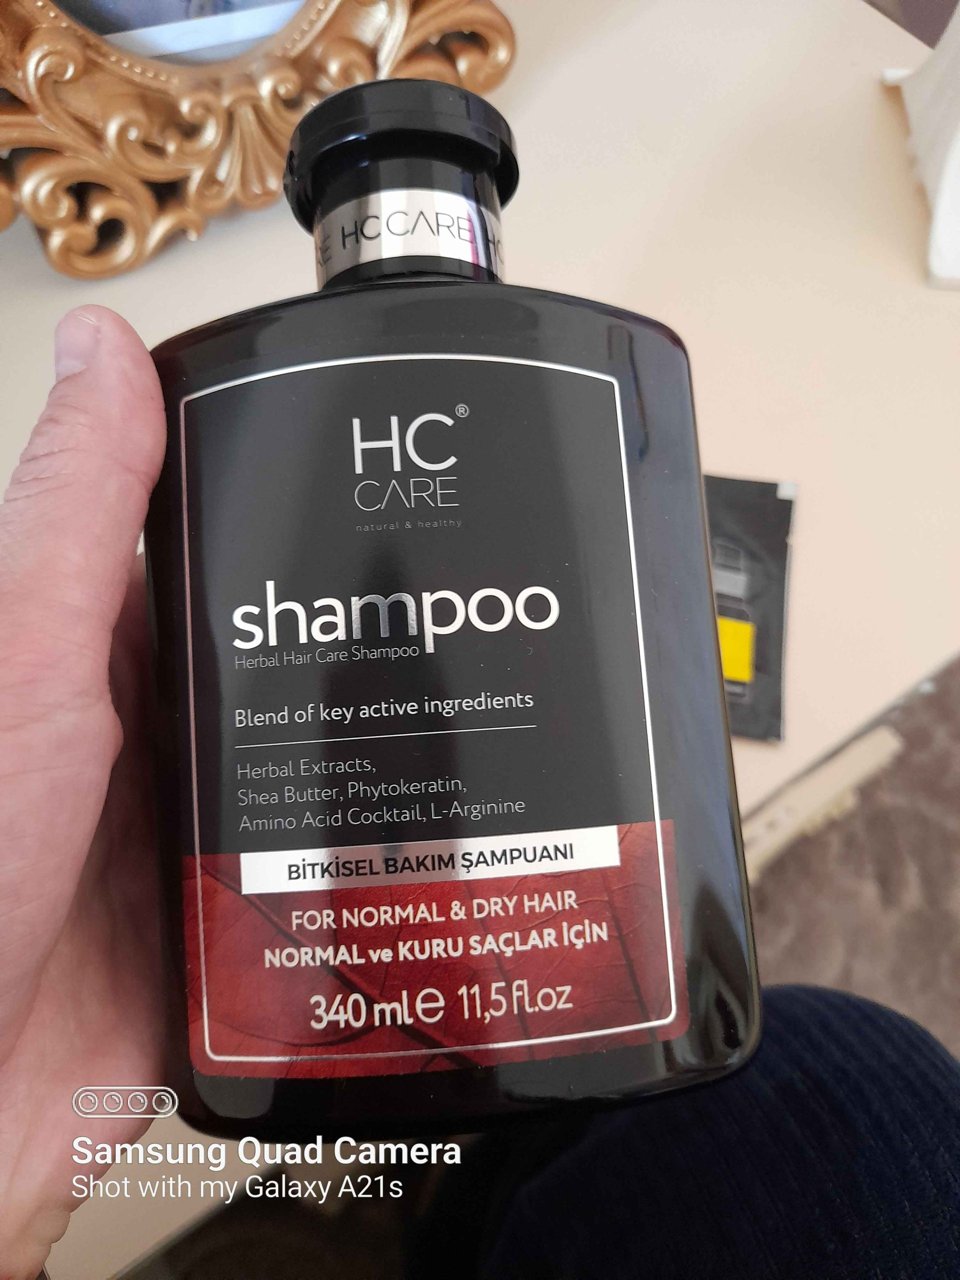 HC CARE
HC
®
HC
CARE
natural & healthy
shampoo
Herbal Hair Care Shampoo
Blend of key active ingredients
Herbal Extracts,
Shea Butter, Phytokeratin,
Amino Acid Cocktail, L-Arginine
BİTKİSEL BAKIM ŞAMPUANI
FOR NORMAL & DRY HAIR
NORMAL ve KURU SAÇLAR İÇİN
340 ml e 11,5 fl.oz
Samsung Quad Camera
Shot with my Galaxy A21s